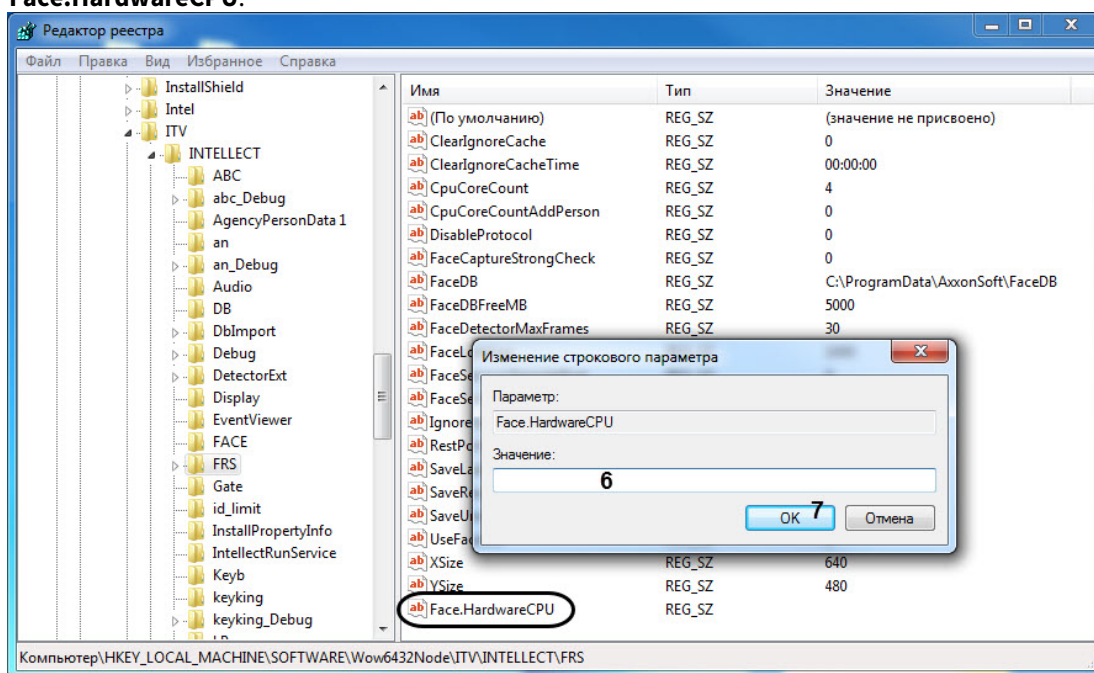 Face.HardwareCPU.
Редактор реестра
Файл Правка Вид Избранное Справка
InstallShield
Intel
ITV
INTELLECT
ABC
abc_Debug
AgencyPersonData 1
an
an_Debug
Audio
DB
DbImport
Debug
DetectorExt
Display
EventViewer
FACE
FRS
Gate
id_limit
InstallPropertyInfo
IntellectRunService
Keyb
keyking
keyking_Debug
Имя Тип Значение
(По умолчанию) REG_SZ (значение не присвоено)
ClearIgnoreCache REG_SZ 0
ClearIgnoreCacheTime REG_SZ 00:00:00
CpuCoreCount REG_SZ 4
CpuCoreCountAddPerson REG_SZ 0
DisableProtocol REG_SZ 0
FaceCaptureStrongCheck REG_SZ 0
FaceDB REG_SZ C:\ProgramData\AxxonSoft\FaceDB
FaceDBFreeMB REG_SZ 5000
FaceDetectorMaxFrames REG_SZ 30
Изменение строкового параметра
Параметр:
Face.HardwareCPU
Значение:
6
OK 7 Отмена
XSize REG_SZ 640
YSize REG_SZ 480
Face.HardwareCPU REG_SZ
Компьютер\HKEY_LOCAL_MACHINE\SOFTWARE\Wow6432Node\ITV\INTELLECT\FRS